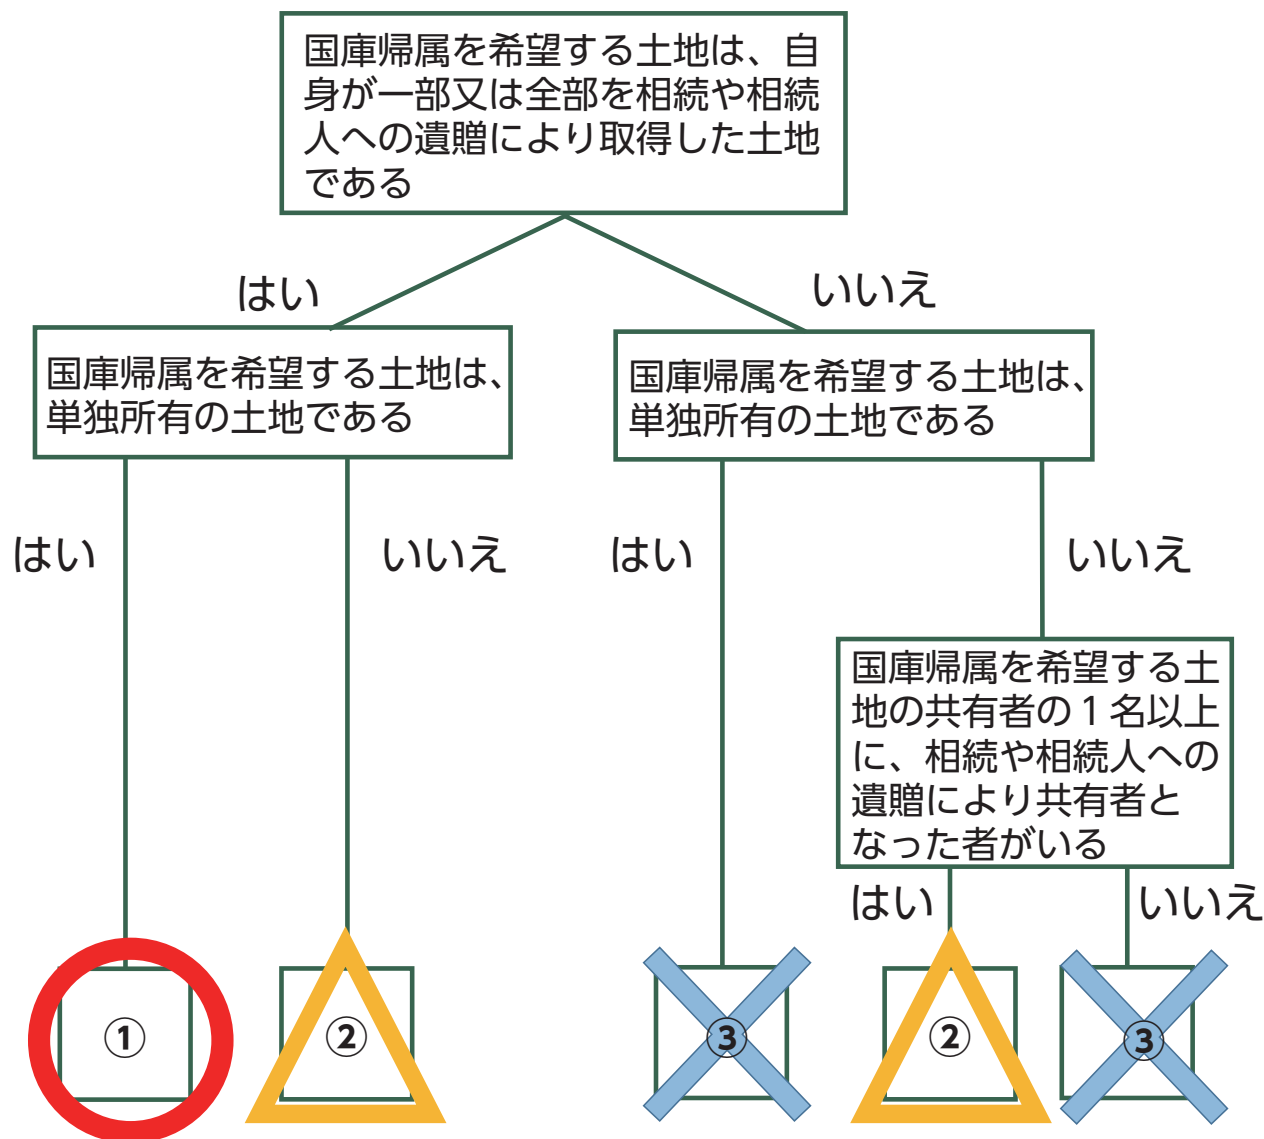 国庫帰属を希望する土地は、自
身が一部又は全部を相続や相続
人への遺贈により取得した土地
である
はい
いいえ
国庫帰属を希望する土地は、
単独所有の土地である
国庫帰属を希望する土地は、
単独所有の土地である
はい
いいえ
はい
いいえ
国庫帰属を希望する土
地の共有者の１名以上
に、相続や相続人への
遺贈により共有者と
なった者がいる
はい
いいえ
①
②
③
②
③